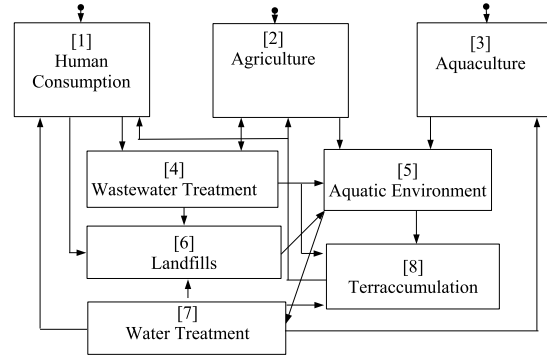 [1]
Human
Consumption
[2]
Agriculture
[3]
Aquaculture
[4]
Wastewater Treatment
[5]
Aquatic Environment
[6]
Landfills
[7]
Water Treatment
[8]
Terraccumulation